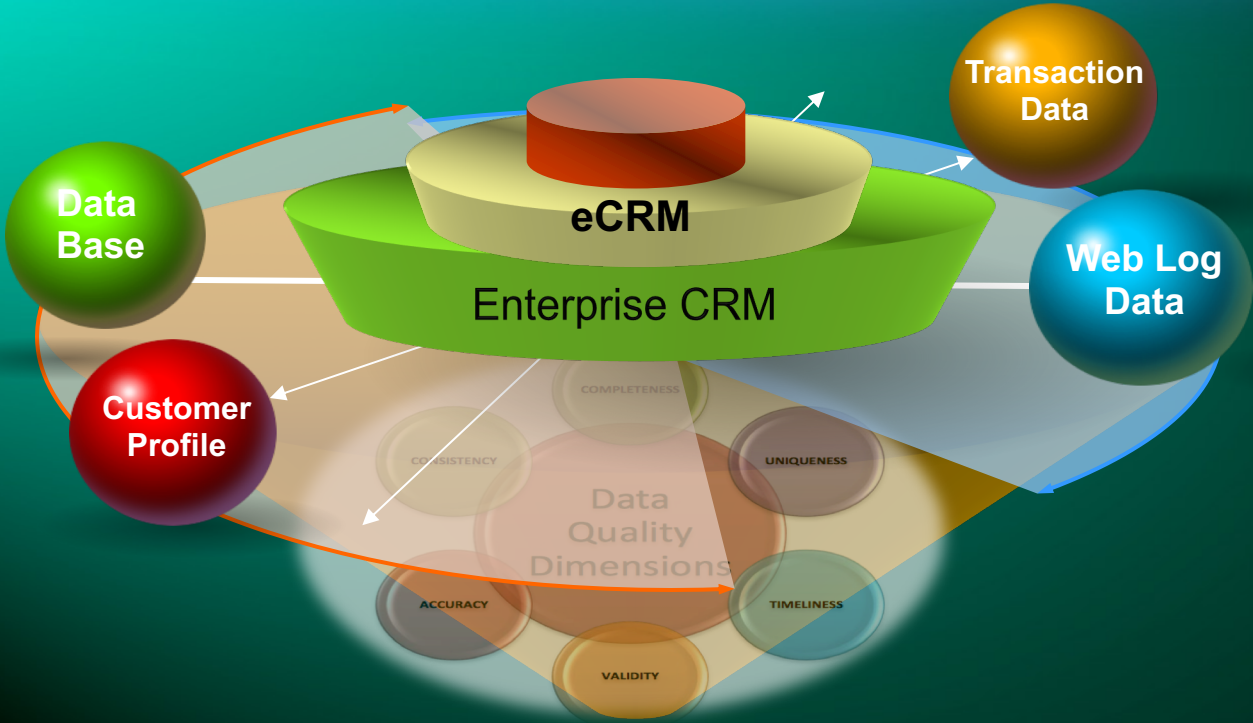 Transaction
Data
Data
Base
eCRM
Web Log
Data
Enterprise CRM
Customer
Profile
COMPLETENESS
CONSISTENCY
UNIQUENESS
Data
Quality
Dimensions
ACCURACY
TIMELINESS
VALIDITY